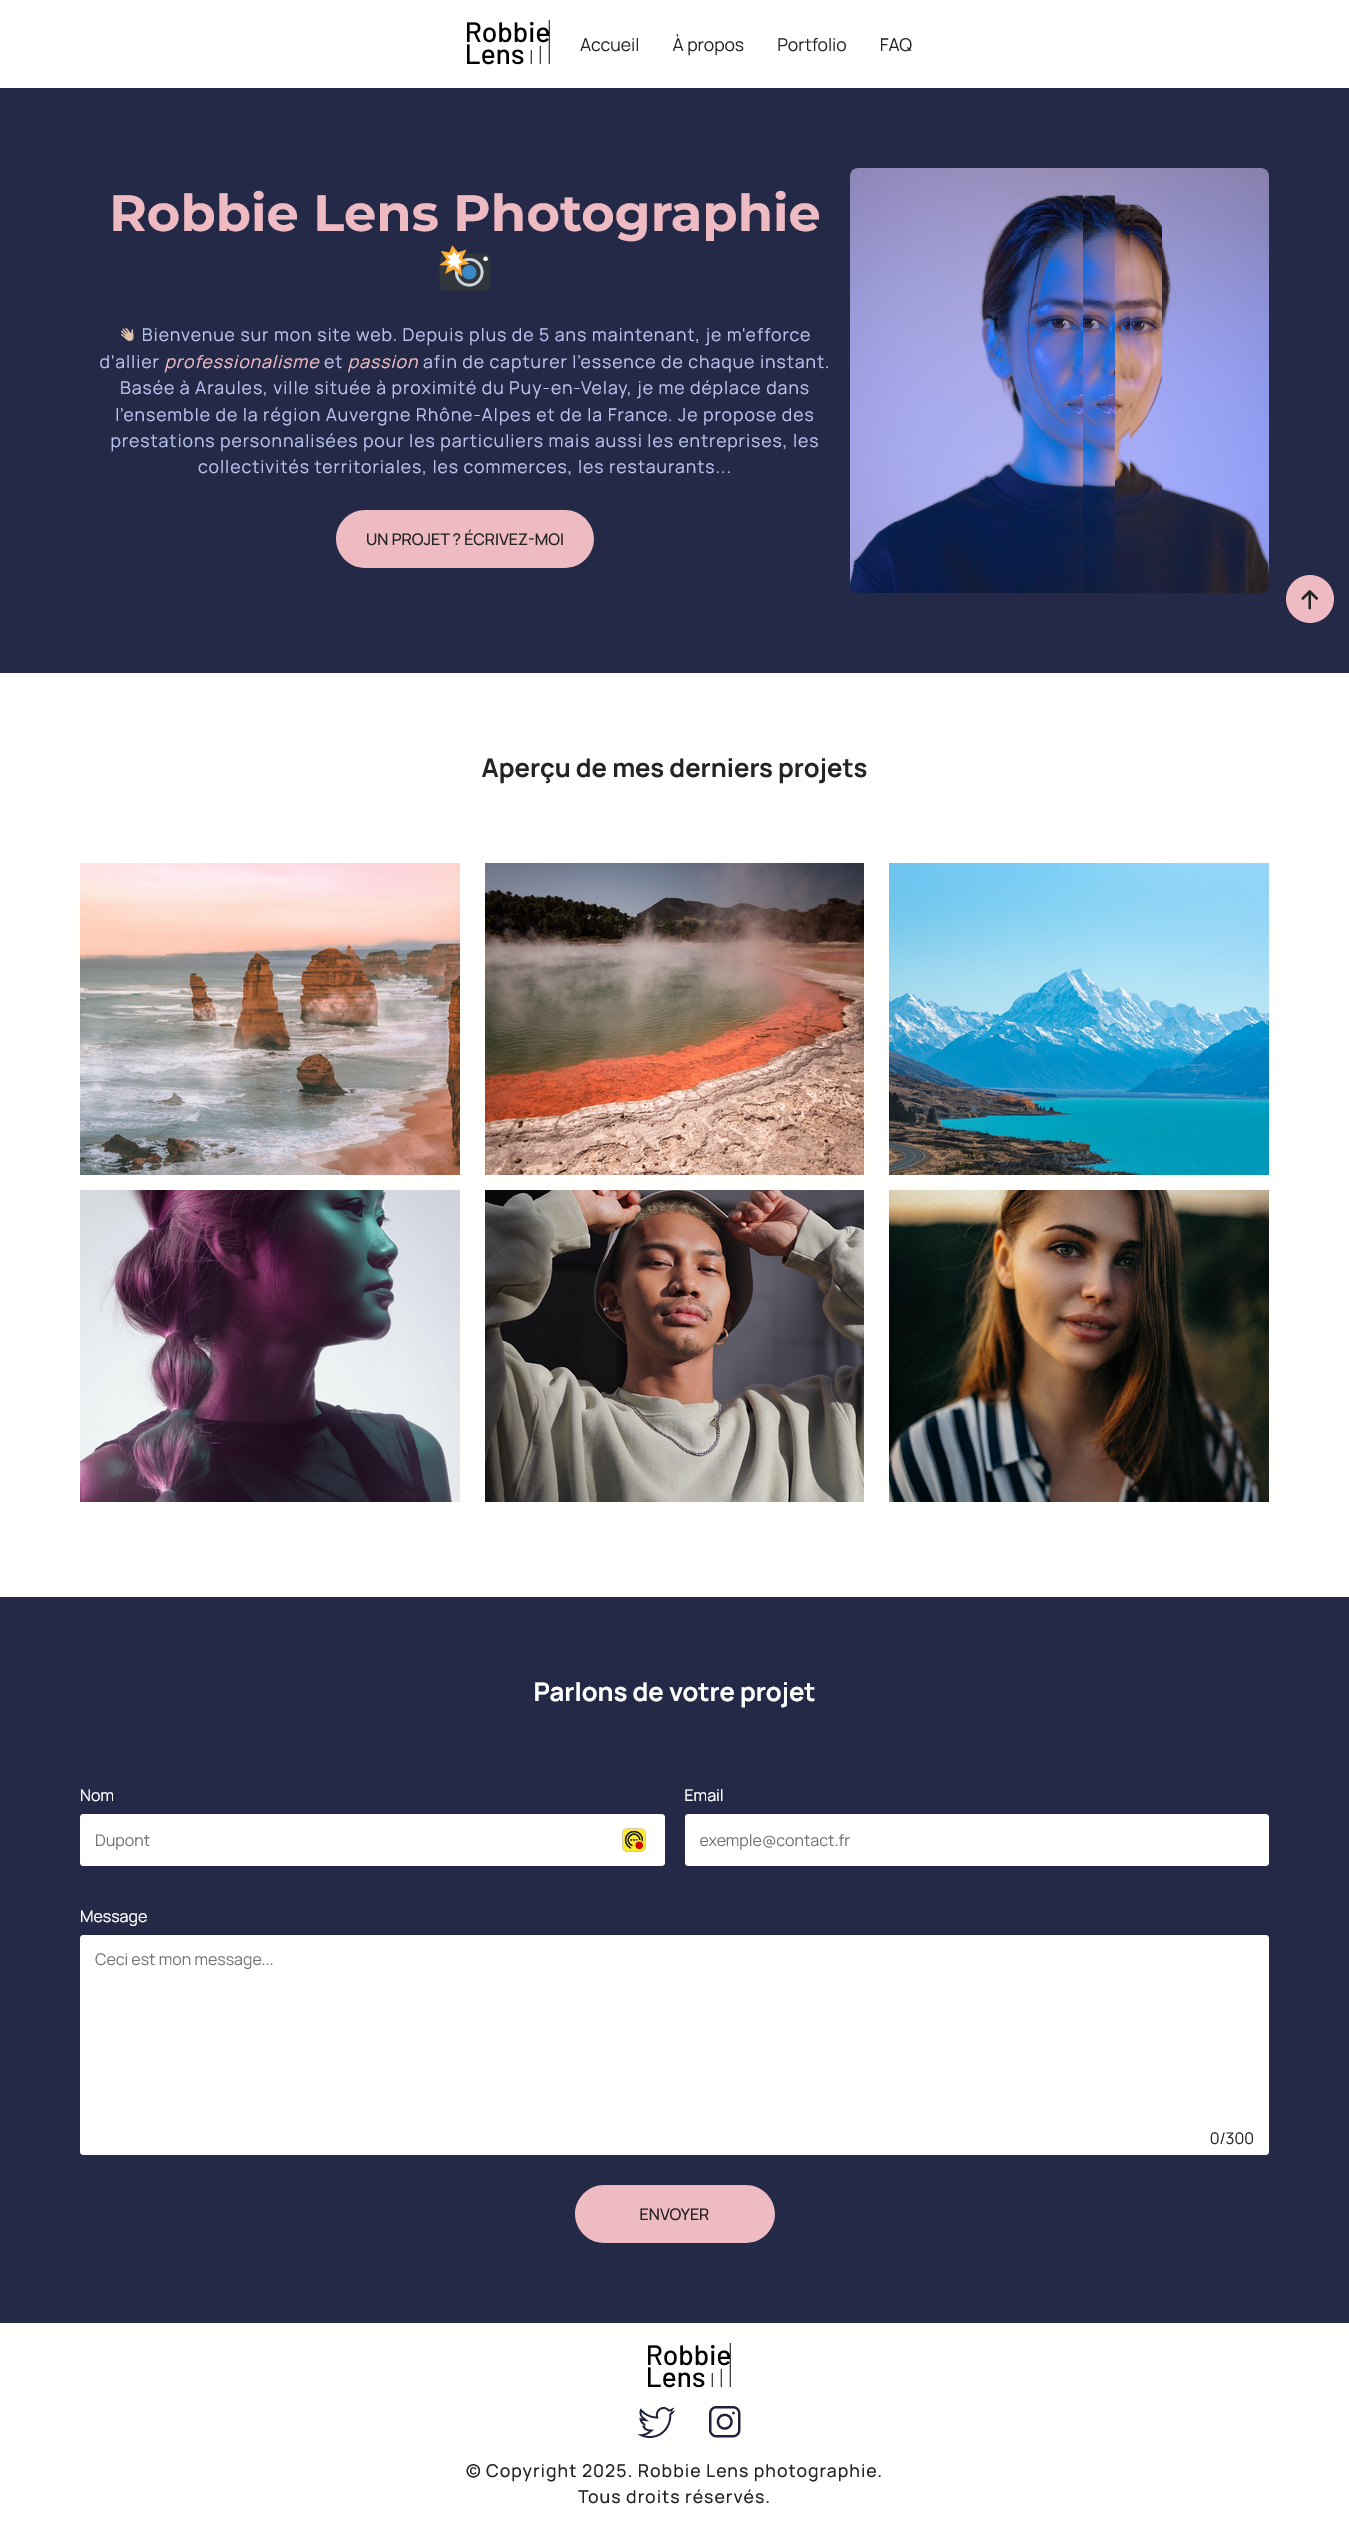 Robbie
Lens
Accueil
À propos
Portfolio
FAQ
Robbie Lens Photographie
📸
👋 Bienvenue sur mon site web. Depuis plus de 5 ans maintenant, je m'efforce
d'allier professionalisme et passion afin de capturer l'essence de chaque instant.
Basée à Araules, ville située à proximité du Puy-en-Velay, je me déplace dans
l'ensemble de la région Auvergne Rhône-Alpes et de la France. Je propose des
prestations personnalisées pour les particuliers mais aussi les entreprises, les
collectivités territoriales, les commerces, les restaurants...
UN PROJET ? ÉCRIVEZ-MOI
Aperçu de mes derniers projets
Parlons de votre projet
Nom
Email
Dupont
exemple@contact.fr
Message
Ceci est mon message...
0/300
ENVOYER
Robbie
Lens
© Copyright 2025. Robbie Lens photographie.
Tous droits réservés.